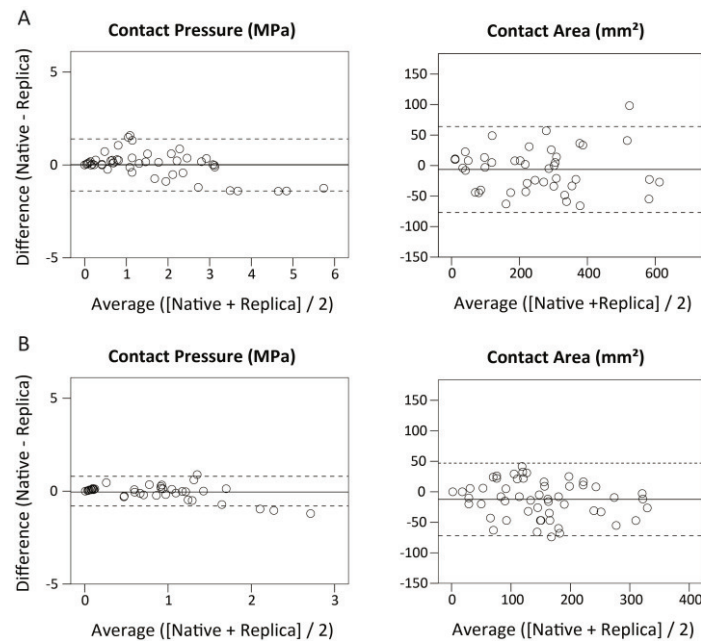 A
Contact Pressure (MPa)
Difference (Native - Replica)
5
0
-5
0 1 2 3 4 5 6
Average ([Native + Replica] / 2)
Contact Area (mm²)
150
100
50
0
-50
-100
-150
0 200 400 600
Average ([Native +Replica] / 2)
B
Contact Pressure (MPa)
Difference (Native - Replica)
5
0
-5
0 1 2 3
Average ([Native + Replica] / 2)
Contact Area (mm²)
150
100
50
0
-50
-100
-150
0 100 200 300 400
Average ([Native + Replica] / 2)